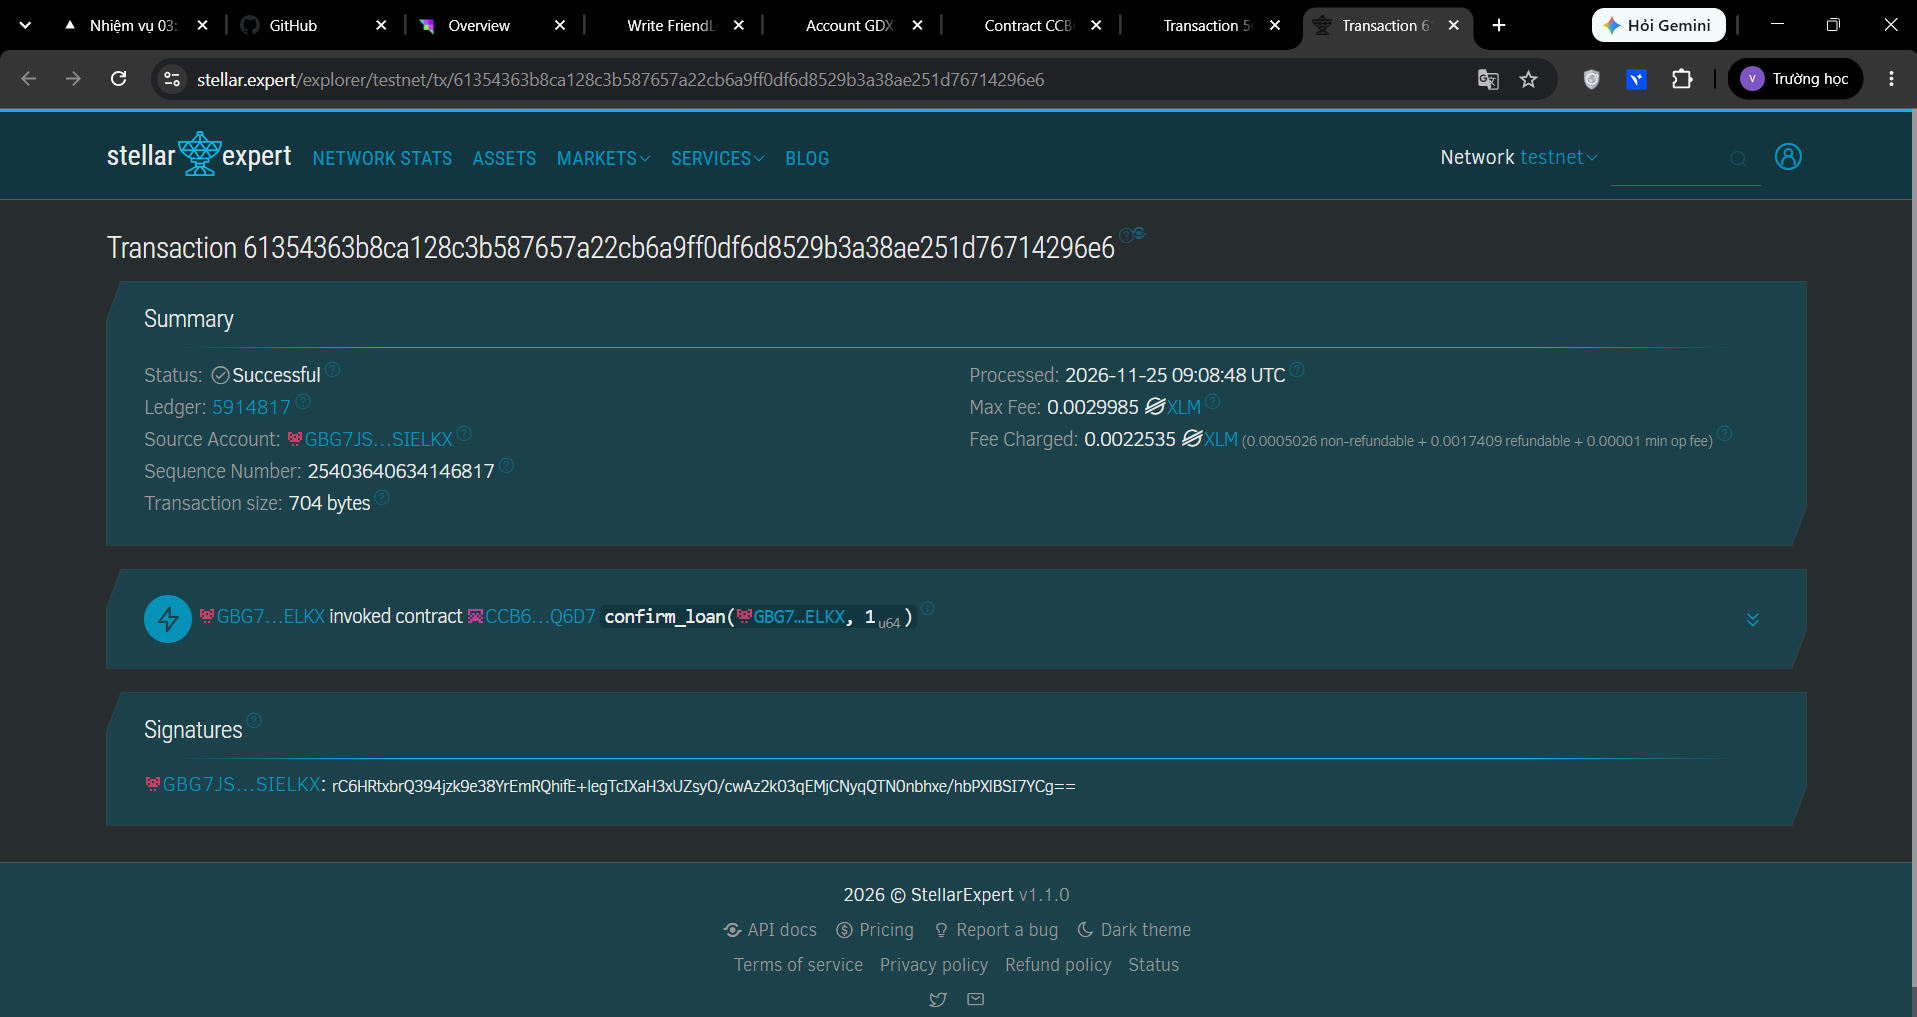 Nhiệm vụ 03:
GitHub
Overview
Write FriendL
Account GDX
Contract CCB
Transaction 5
Transaction 6
Hỏi Gemini
stellar.expert/explorer/testnet/tx/61354363b8ca128c3b587657a22cb6a9ff0df6d8529b3a38ae251d76714296e6
V Trường học
stellar expert
NETWORK STATS ASSETS MARKETS SERVICES BLOG
Network testnet
Transaction 61354363b8ca128c3b587657a22cb6a9ff0df6d8529b3a38ae251d76714296e6
Summary
Status: Successful
Ledger: 5914817
Source Account: GBG7JS…SIELKX
Sequence Number: 25403640634146817
Transaction size: 704 bytes
Processed: 2026-11-25 09:08:48 UTC
Max Fee: 0.0029985 XLM
Fee Charged: 0.0022535 XLM (0.0005026 non-refundable + 0.0017409 refundable + 0.00001 min op fee)
GBG7…ELKX invoked contract CCB6…Q6D7 confirm_loan(GBG7…ELKX, 1 u64)
Signatures
GBG7JS…SIELKX: rC6HRtxbrQ394jzk9e38YrEmRQhifE+legTcIXaH3xUZsyO/cwAz2k03qEMjCNyqQTN0nbhxe/hbPXlBSI7YCg==
2026 © StellarExpert v1.1.0
API docs Pricing Report a bug Dark theme
Terms of service Privacy policy Refund policy Status